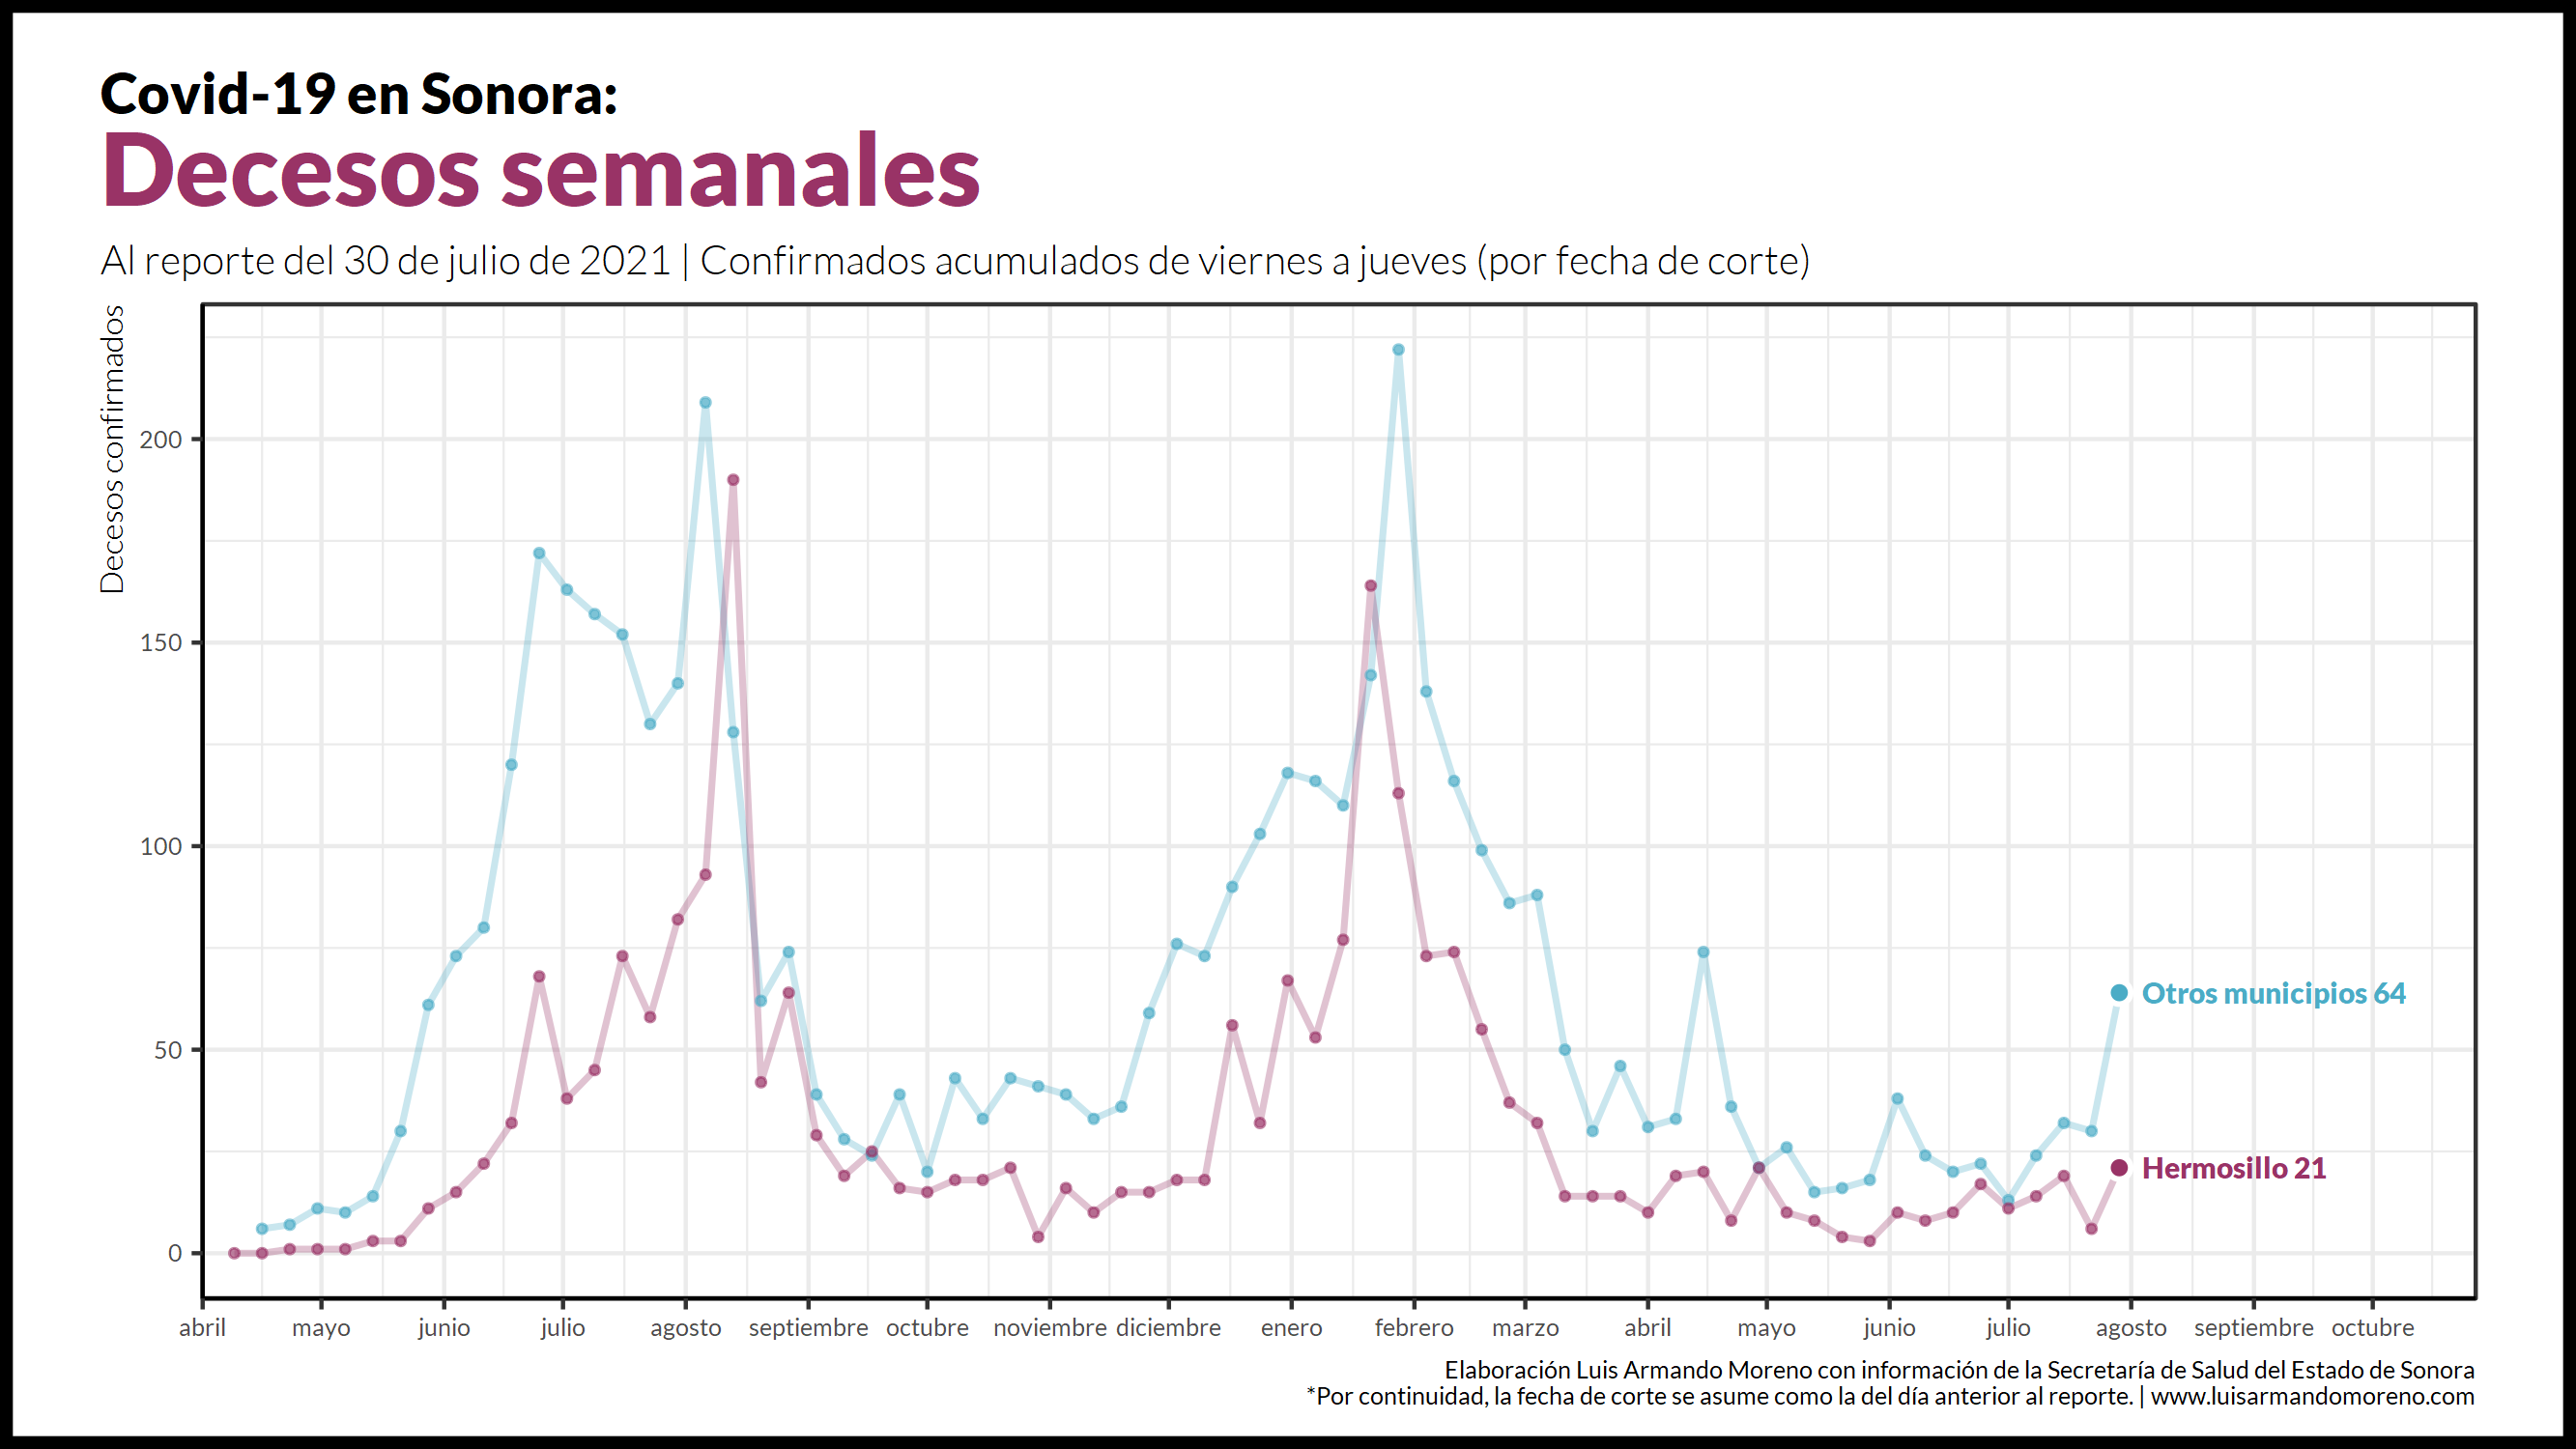 Covid-19 en Sonora:
Decesos semanales
Al reporte del 30 de julio de 2021 | Confirmados acumulados de viernes a jueves (por fecha de corte)
Decesos confirmados
200
150
100
50
0
Otros municipios 64
Hermosillo 21
abril mayo junio julio agosto septiembre octubre noviembre diciembre enero febrero marzo abril mayo junio julio agosto septiembre octubre
Elaboración Luis Armando Moreno con información de la Secretaría de Salud del Estado de Sonora
*Por continuidad, la fecha de corte se asume como la del día anterior al reporte. | www.luisarmandomoreno.com